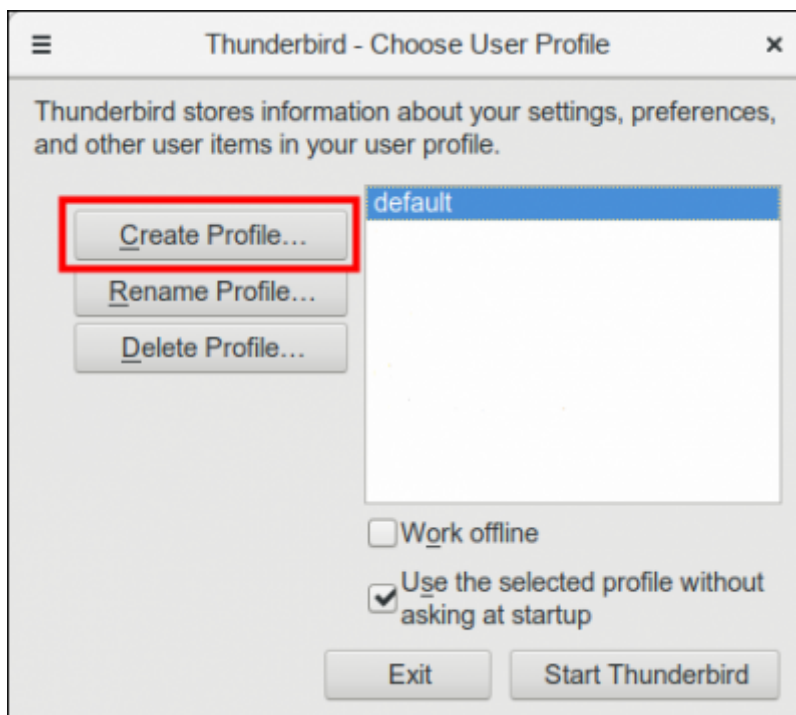 Thunderbird - Choose User Profile
Thunderbird stores information about your settings, preferences,
and other user items in your user profile.
Create Profile...
Rename Profile...
Delete Profile...
default
Work offline
Use the selected profile without
asking at startup
Exit
Start Thunderbird